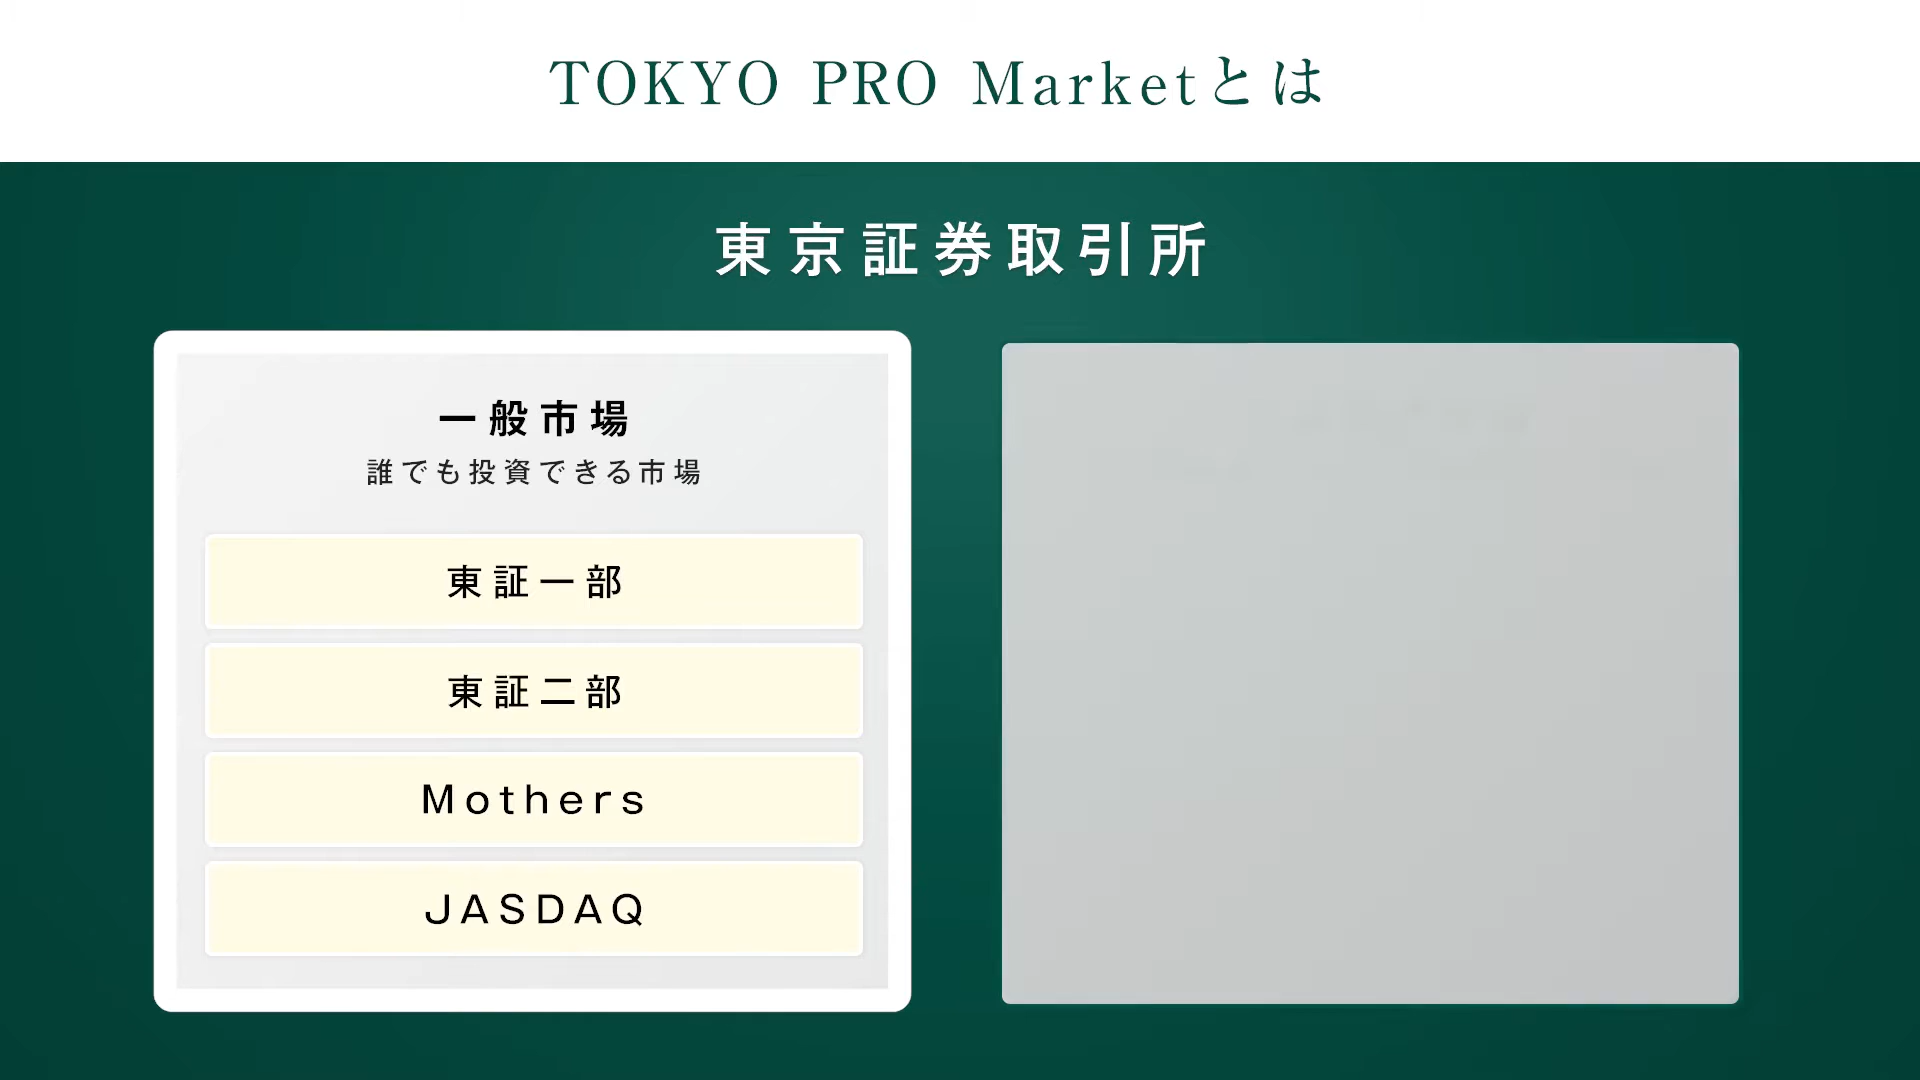 TOKYO PRO Marketとは
東京証券取引所
一般市場
誰でも投資できる市場
東証一部
東証二部
Mothers
JASDAQ